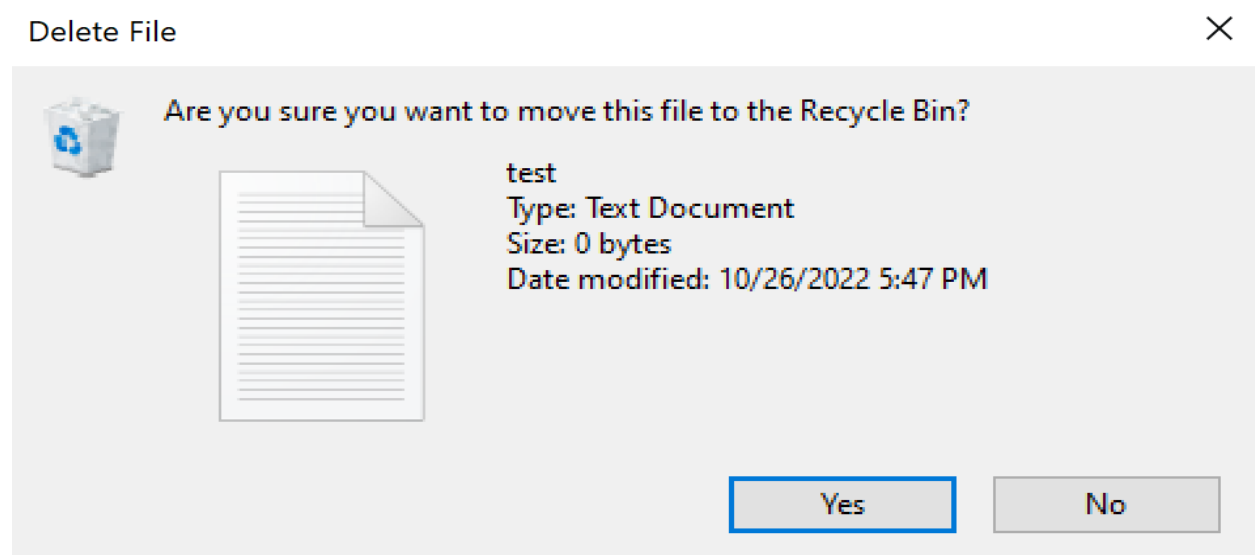 Delete File
Are you sure you want to move this file to the Recycle Bin?
test
Type: Text Document
Size: 0 bytes
Date modified: 10/26/2022 5:47 PM
Yes No